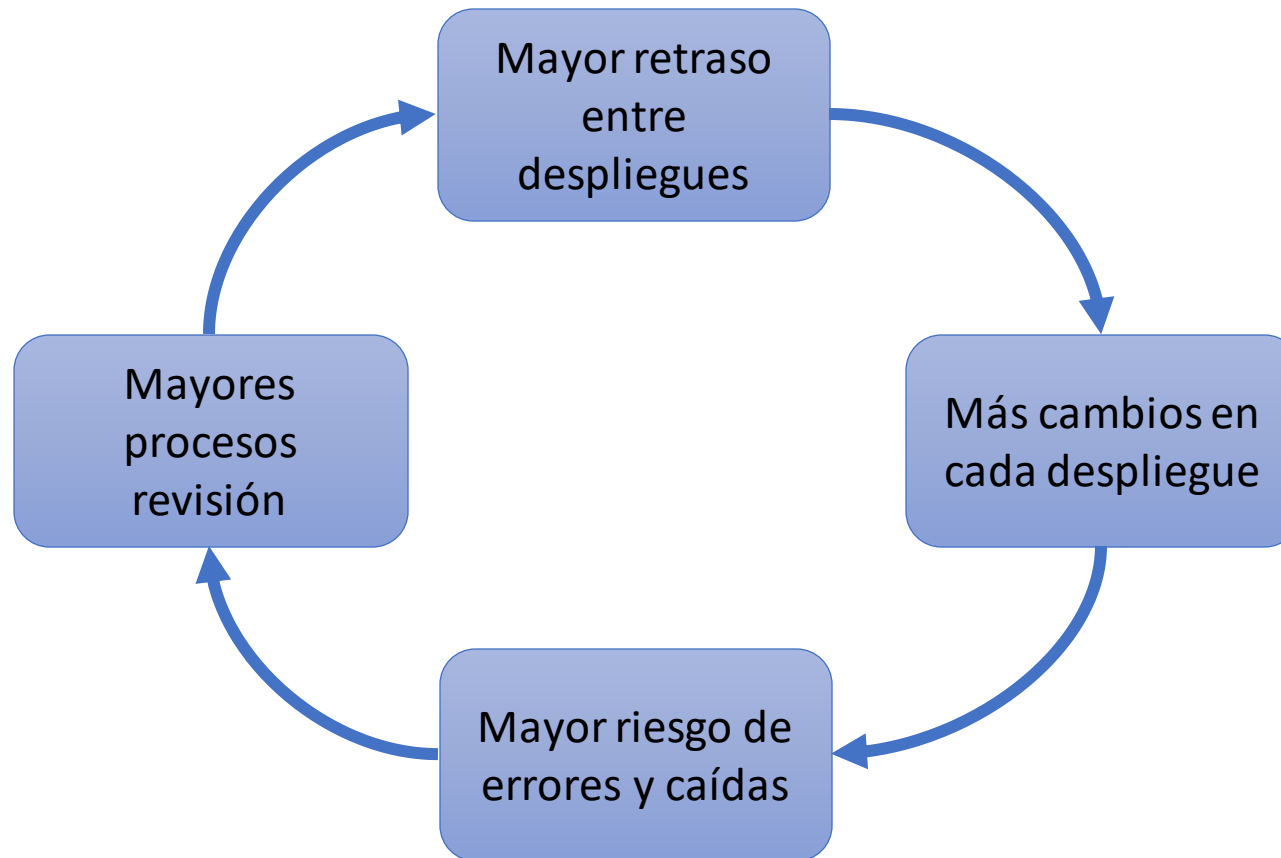 Mayor retraso
entre
despliegues
Más cambios en
cada despliegue
Mayor riesgo de
errores y caídas
Mayores
procesos
revisión